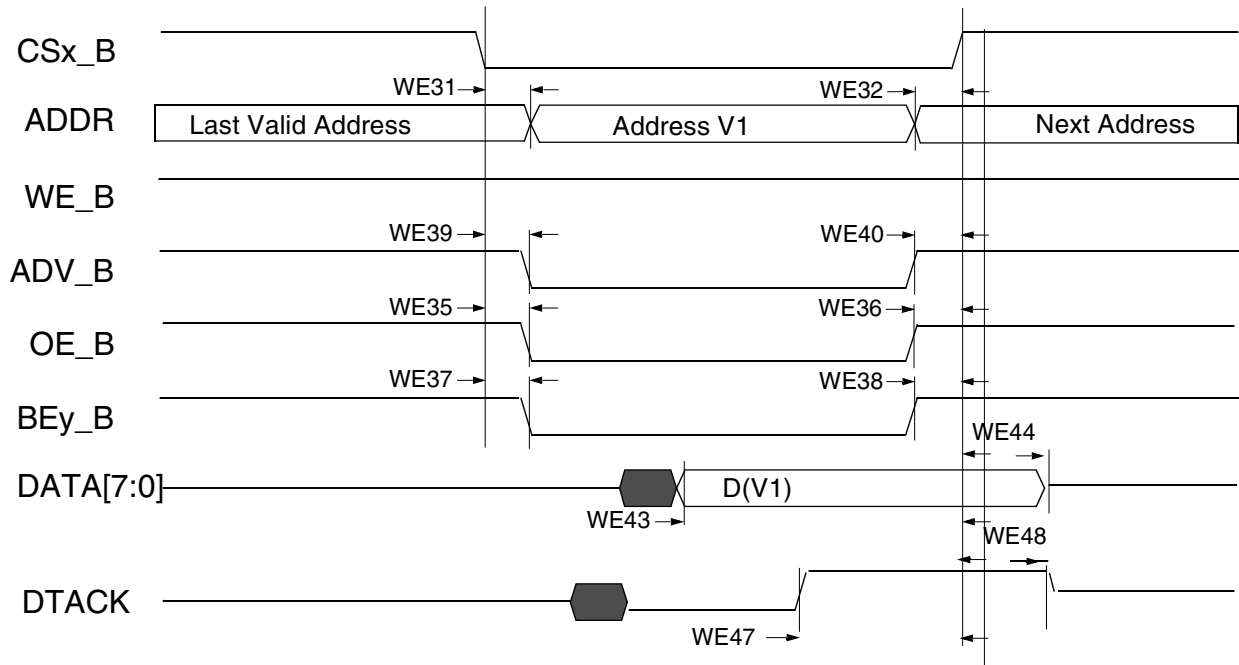 CSx_B
WE31
WE32
ADDR
Last Valid Address
Address V1
Next Address
WE_B
WE39
WE40
ADV_B
WE35
WE36
OE_B
WE37
WE38
BEy_B
WE44
DATA[7:0]
D(V1)
WE43
WE48
DTACK
WE47